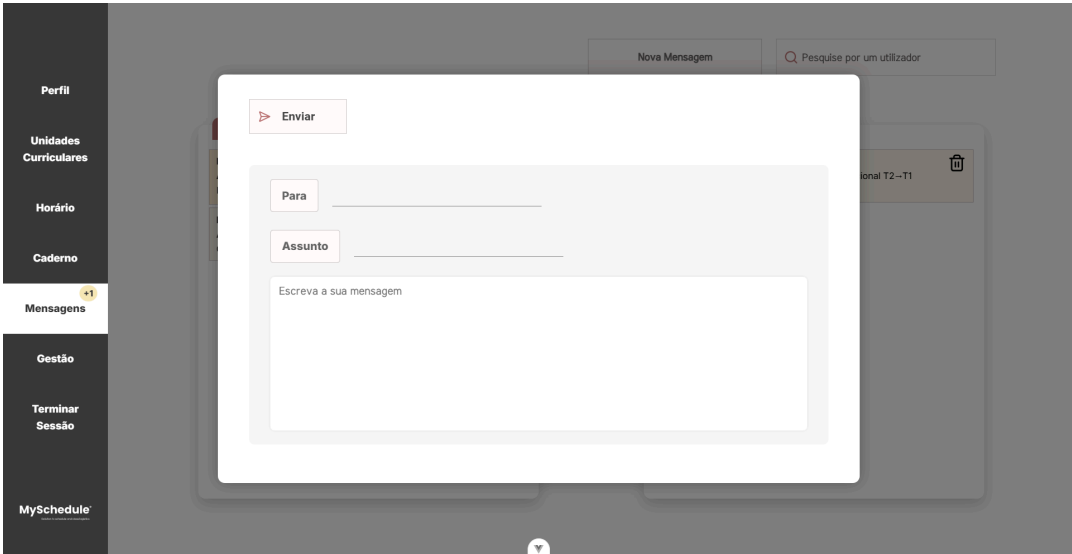 Nova Mensagem
Pesquise por um utilizador
Perfil
Unidades
Curriculares
Horário
Caderno
+1
Mensagens
Gestão
Terminar
Sessão
MySchedule
Enviar
Para
Assunto
Escreva a sua mensagem
ional T2→T1